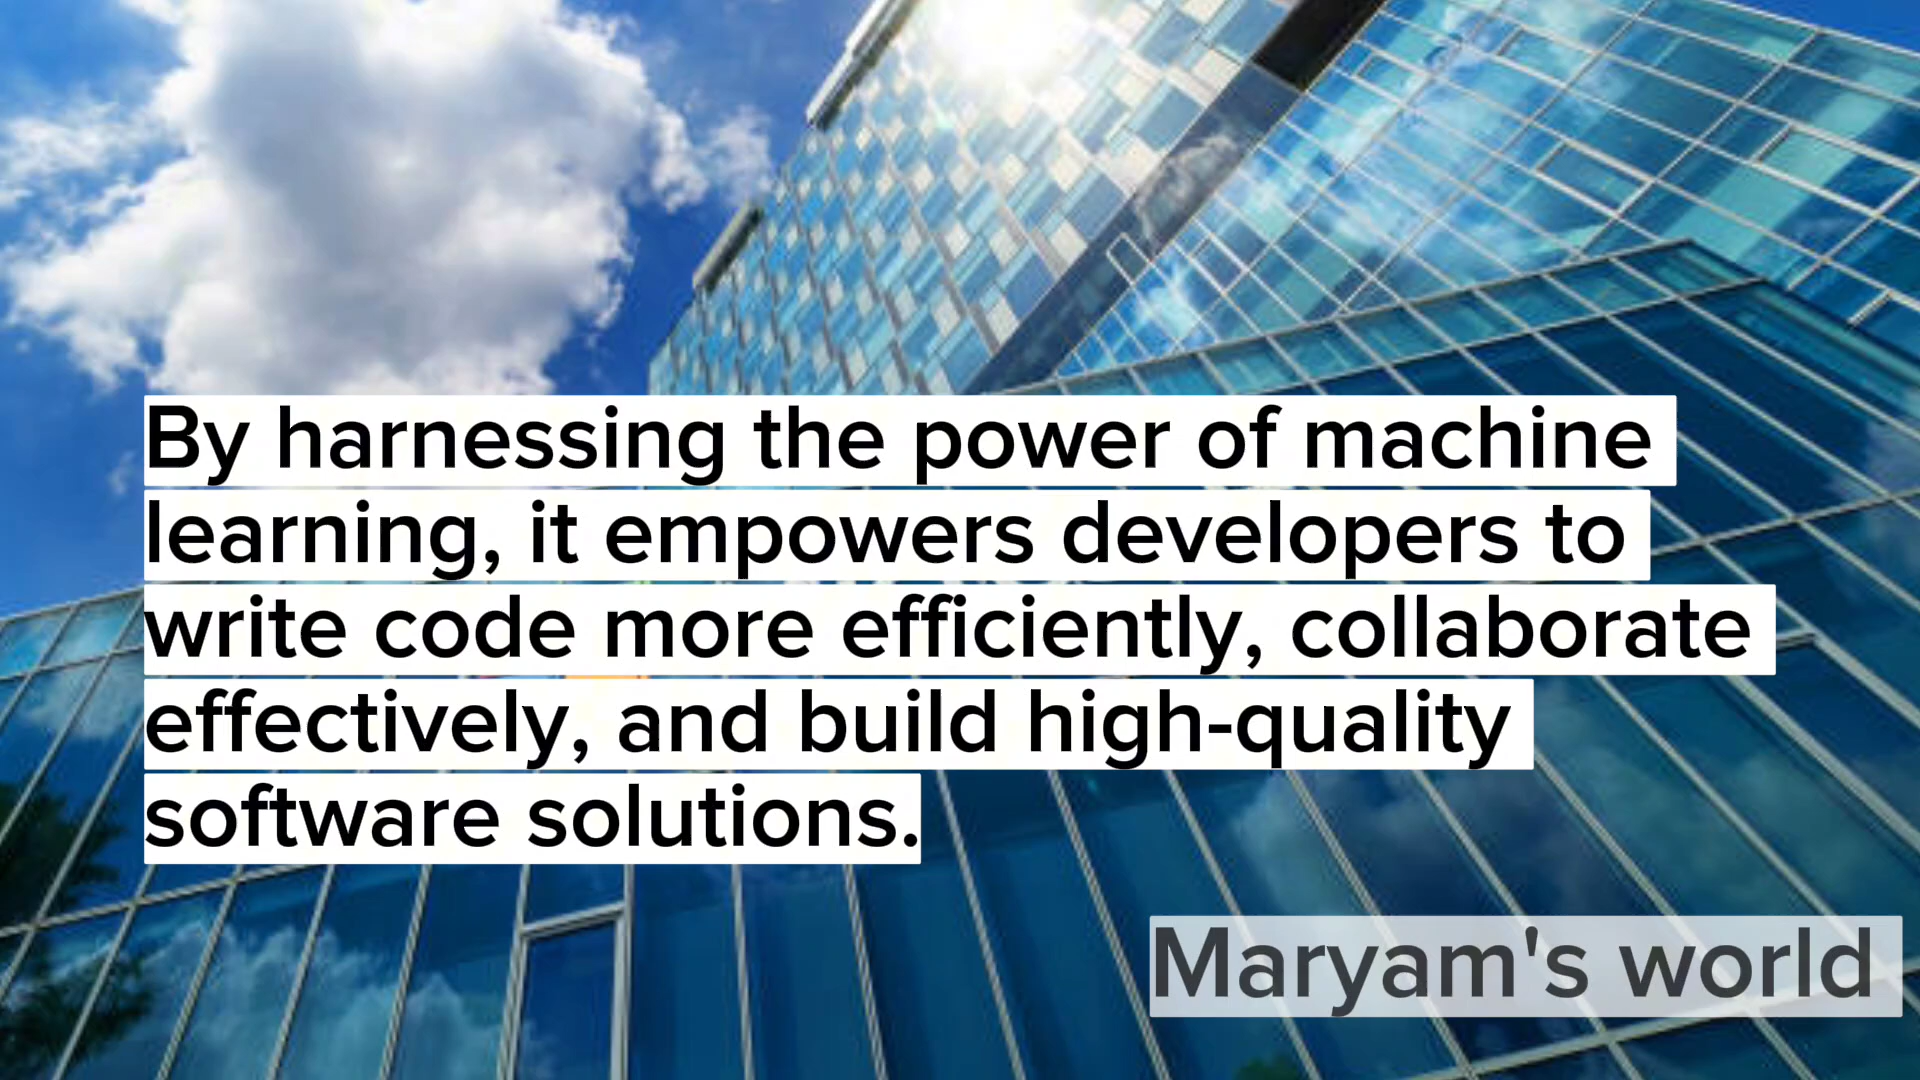 By harnessing the power of machine
learning, it empowers developers to
write code more efficiently, collaborate
effectively, and build high-quality
software solutions.
Maryam's world